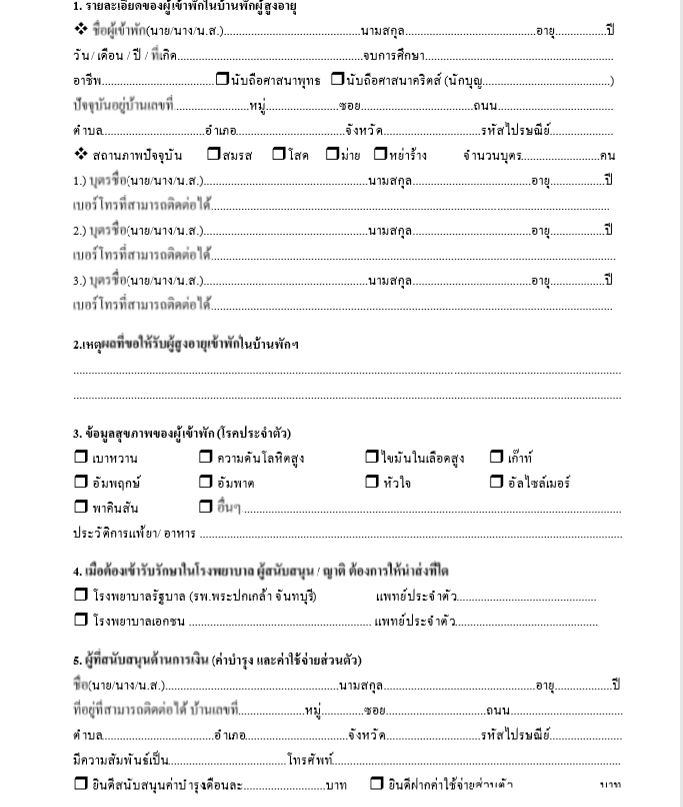 1. รายละเอียดของผู้เข้าพักในบ้านพักผู้สูงอายุ
❖ ชื่อผู้เข้าพัก(นาย/นาง/น.ส.)........................................นามสกุล........................................อายุ...............ปี
วัน / เดือน / ปี / ที่เกิด........................................จบการศึกษา........................................
อาชีพ..............................❒นับถือศาสนาพุทธ ❒นับถือศาสนาคริสต์ (นักบุญ..............................)
ปัจจุบันอยู่บ้านเลขที่ ....................หมู่....................ซอย..............................ถนน..............................
ตำบล..............................อำเภอ..............................จังหวัด..............................รหัสไปรษณีย์....................
❖ สถานภาพปัจจุบัน ❒สมรส ❒โสด ❒ม่าย ❒หย่าร้าง จำนวนบุตร....................คน
1.) บุตรชื่อ(นาย/นาง/น.ส.)........................................นามสกุล..............................อายุ...............ปี
เบอร์โทรที่สามารถติดต่อได้............................................................
2.) บุตรชื่อ(นาย/นาง/น.ส.)........................................นามสกุล..............................อายุ...............ปี
เบอร์โทรที่สามารถติดต่อได้............................................................
3.) บุตรชื่อ(นาย/นาง/น.ส.)........................................นามสกุล..............................อายุ...............ปี
เบอร์โทรที่สามารถติดต่อได้............................................................
2.เหตุผลที่ขอให้รับผู้สูงอายุเข้าพักในบ้านพักฯ
3. ข้อมูลสุขภาพของผู้เข้าพัก (โรคประจำตัว)
❒ เบาหวาน ❒ ความดันโลหิตสูง ❒ไขมันในเลือดสูง ❒ เก๊าท์
❒ อัมพฤกษ์ ❒ อัมพาต ❒ หัวใจ ❒ อัลไซล์เมอร์
❒ พาคินสัน ❒ อื่นๆ ............................................................
ประวัติการแพ้ยา/ อาหาร ............................................................
4. เมื่อต้องเข้ารับรักษาในโรงพยาบาล ผู้สนับสนุน / ญาติ ต้องการให้นำส่งที่ใด
❒ โรงพยาบาลรัฐบาล (รพ.พระปกเกล้า จันทบุรี) แพทย์ประจำตัว..............................
❒ โรงพยาบาลเอกชน ........................................ แพทย์ประจำตัว..............................
5. ผู้ที่สนับสนุนด้านการเงิน (ค่าบำรุง และค่าใช้จ่ายส่วนตัว)
ชื่อ(นาย/นาง/น.ส.)........................................นามสกุล........................................อายุ...............ปี
ที่อยู่ที่สามารถติดต่อได้ บ้านเลขที่....................หมู่...............ซอย....................ถนน..............................
ตำบล..............................อำเภอ..............................จังหวัด..............................รหัสไปรษณีย์....................
มีความสัมพันธ์เป็น..............................โทรศัพท์............................................................
❒ ยินดีสนับสนุนค่าบำรุงเดือนละ....................บาท ❒ ยินดีฝากค่าใช้จ่ายส่วนตัว บาท